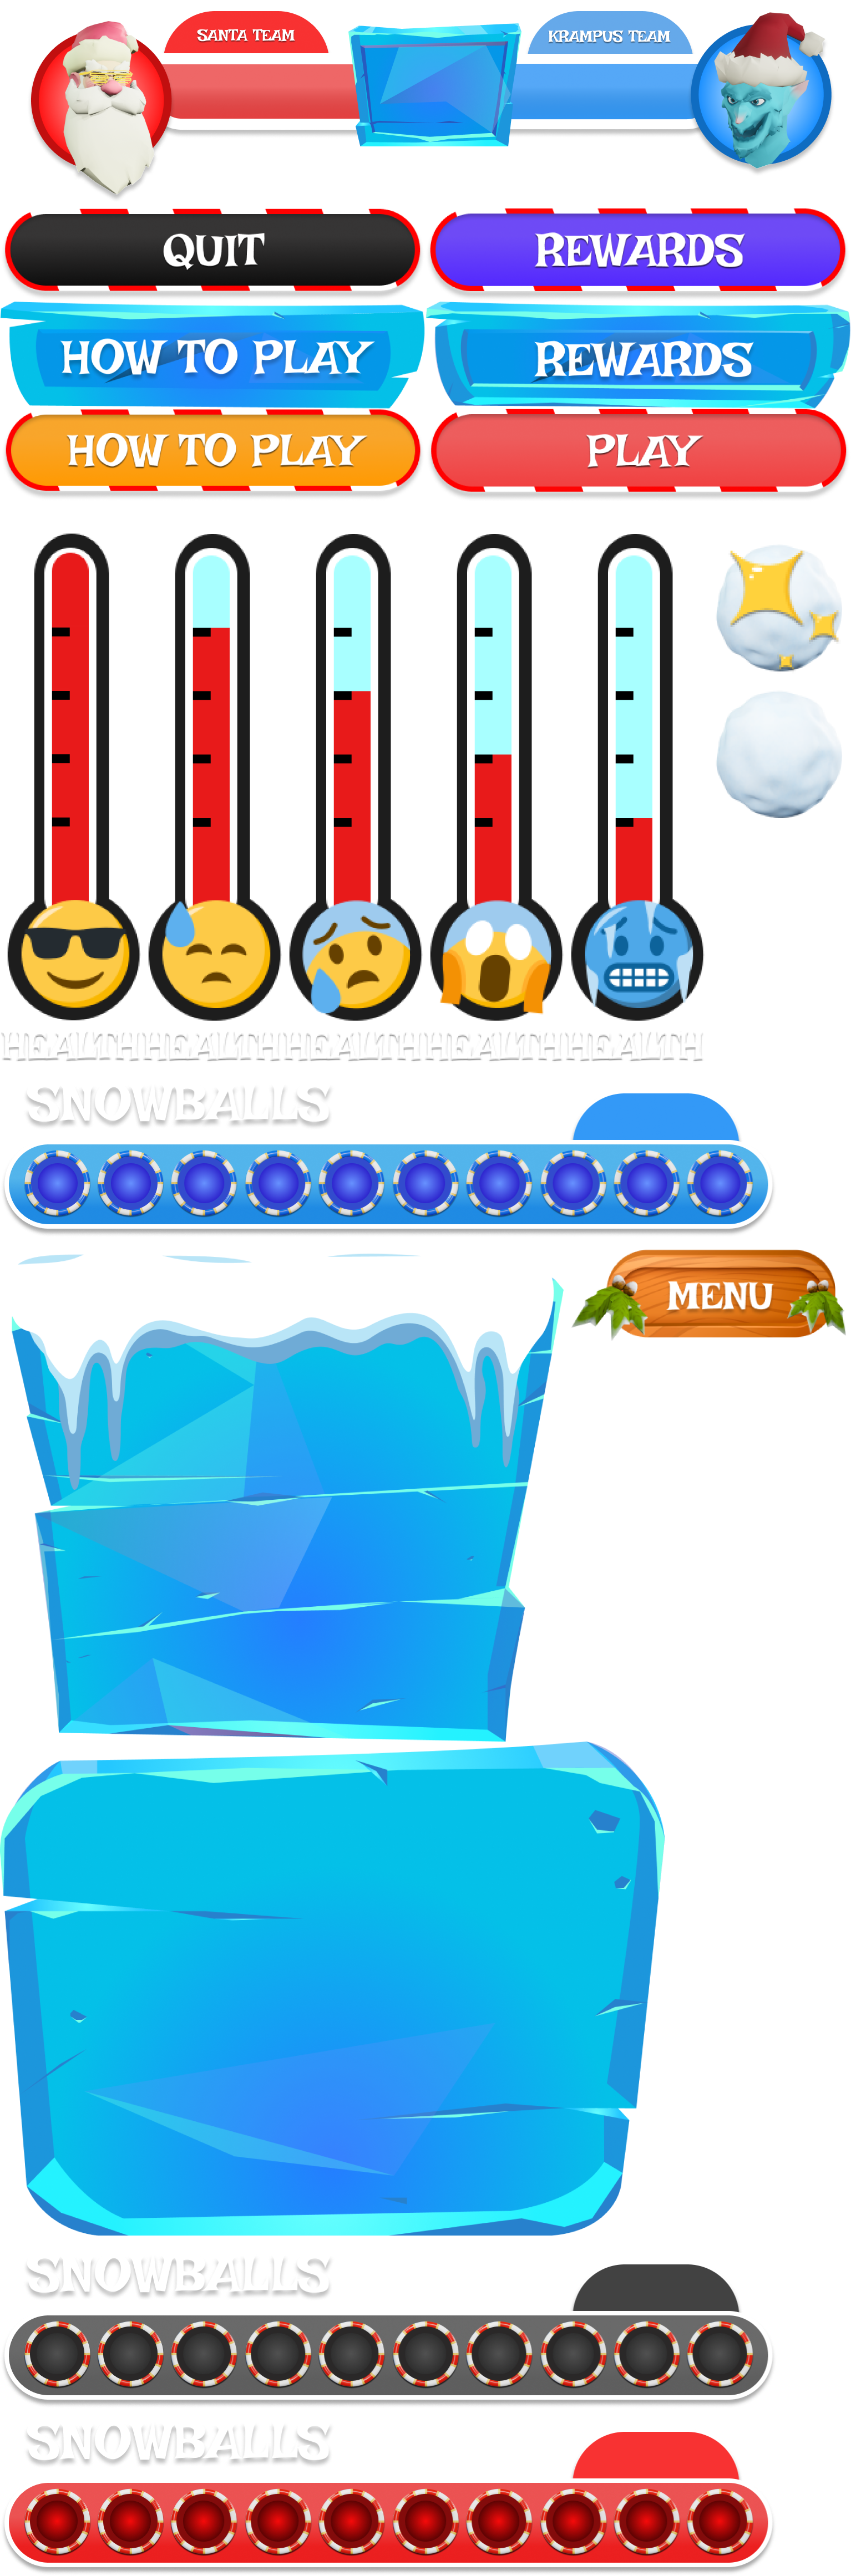 SANTA TEAM
KRAMPUS TEAM
QUIT
REWARDS
HOW TO PLAY
REWARDS
HOW TO PLAY
PLAY
HEALTH HEALTH HEALTH HEALTH HEALTH
SNOWBALLS
MENU
SNOWBALLS
SNOWBALLS